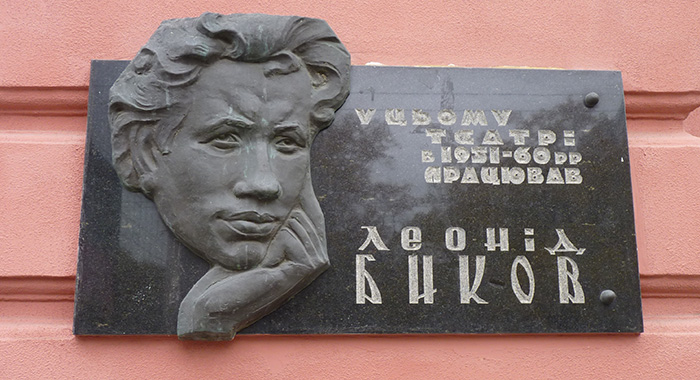 У ЦЬОМУ
ТЕАТРІ
в 1951-60 рр
ПРАЦЮВАВ
ЛЕОНІД
БИКОВ